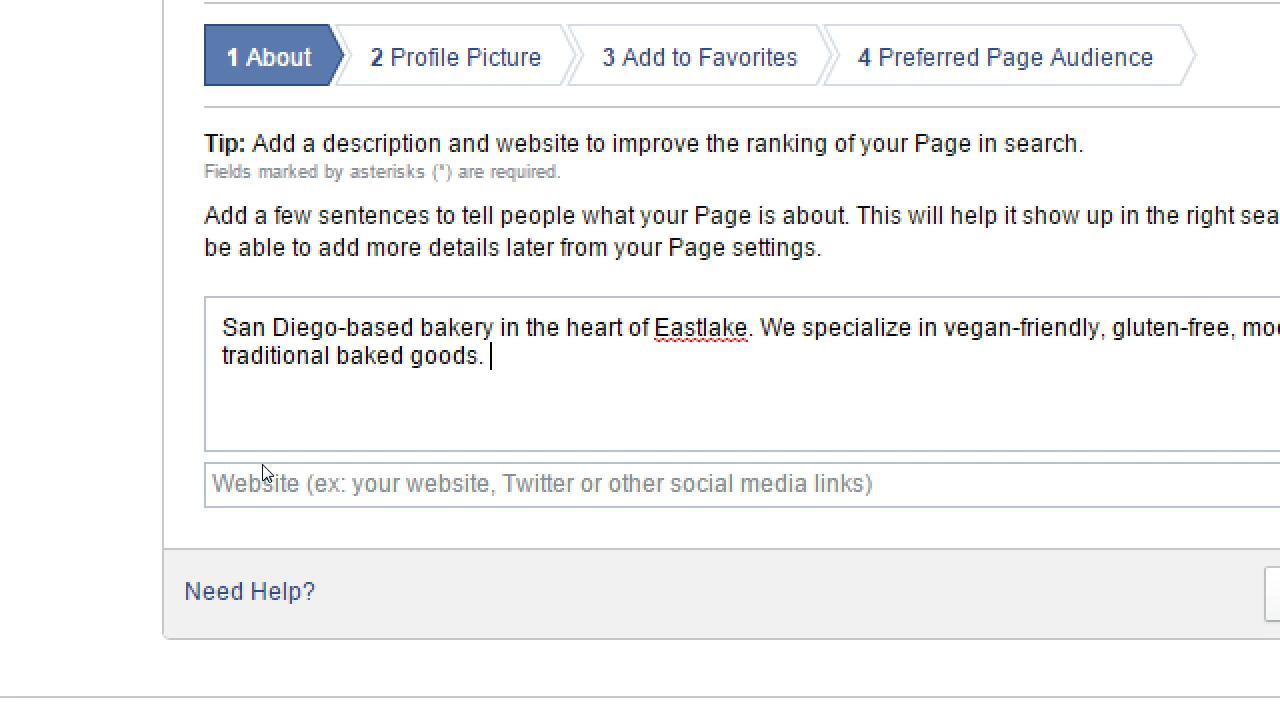 1 About 2 Profile Picture 3 Add to Favorites 4 Preferred Page Audience
Tip: Add a description and website to improve the ranking of your Page in search.
Fields marked by asterisks (*) are required.
Add a few sentences to tell people what your Page is about. This will help it show up in the right
be able to add more details later from your Page settings.
San Diego-based bakery in the heart of Eastlake. We specialize in vegan-friendly, gluten-free,
traditional baked goods.
Website (ex: your website, Twitter or other social media links)
Need Help?